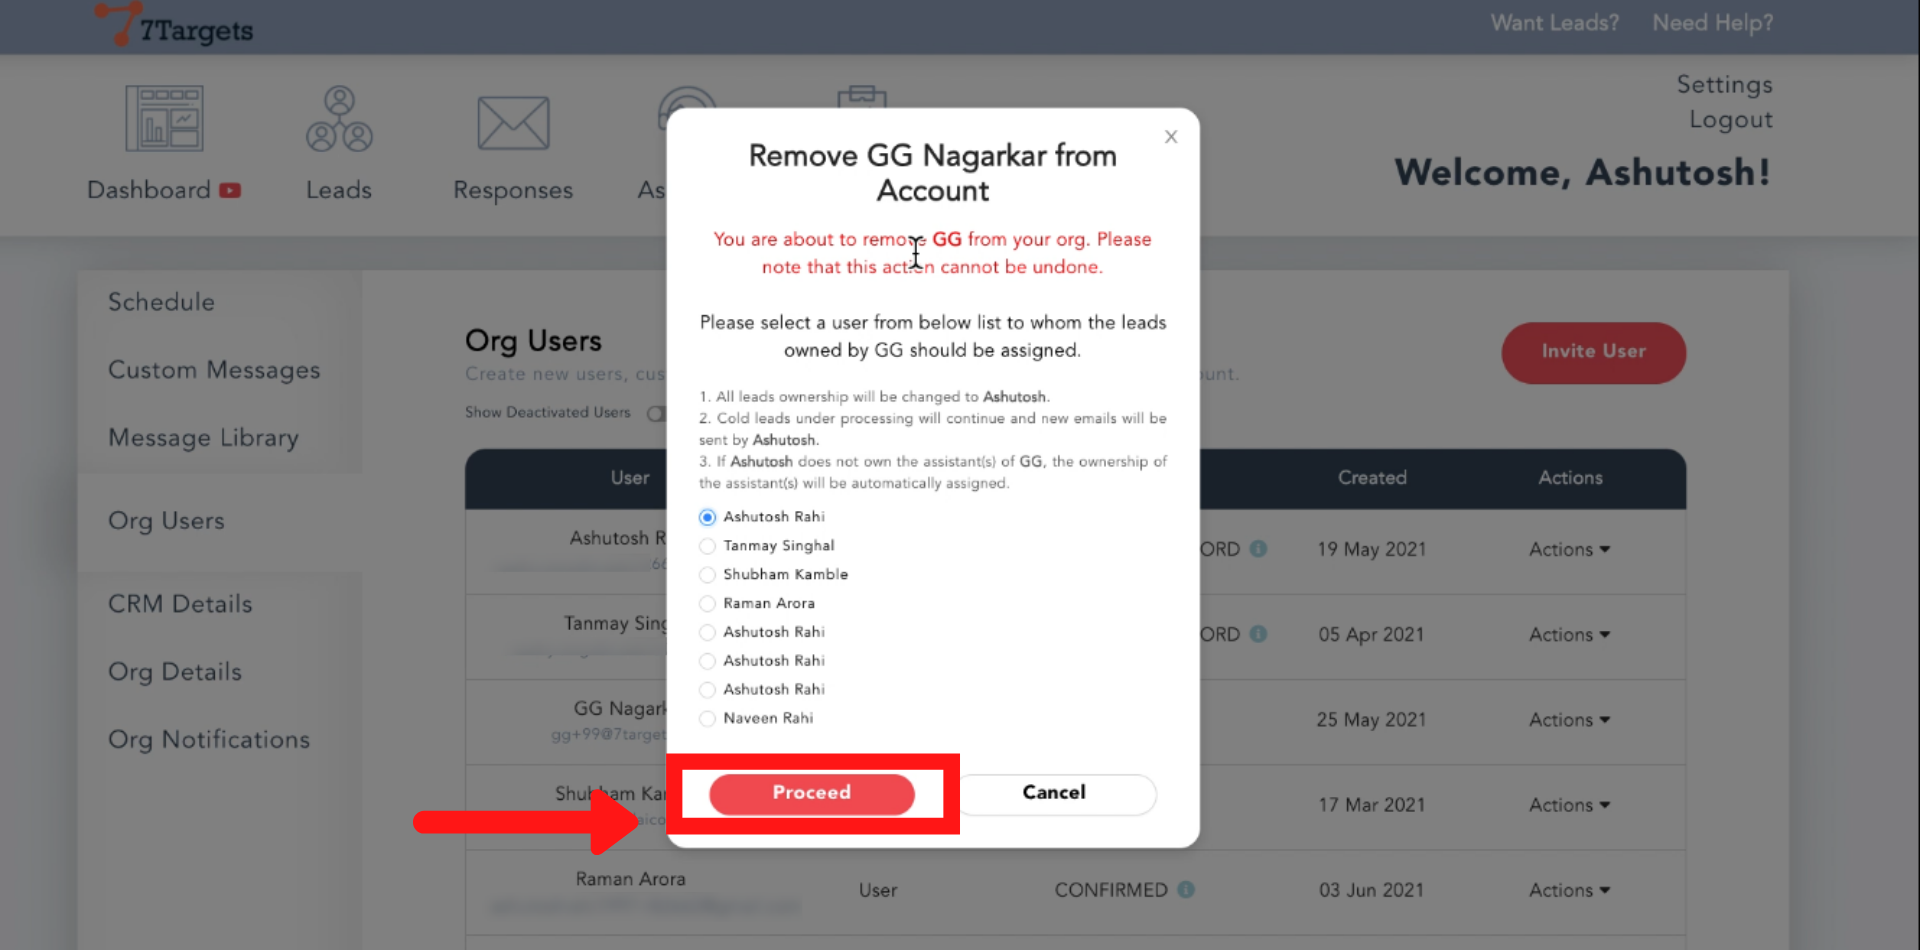 7Targets
Want Leads? Need Help?
Settings
Logout
Welcome, Ashutosh!
Dashboard
Leads
Responses
As
Schedule
Custom Messages
Message Library
Org Users
CRM Details
Org Details
Org Notifications
Org Users
Create new users, cus
unt.
Show Deactivated Users
Invite User
User
Created
Actions
Ashutosh R
66
ORD
19 May 2021
Actions
Tanmay Sing
ORD
05 Apr 2021
Actions
GG Nagark
gg+99@7target
25 May 2021
Actions
Shubham Ka
aico
17 Mar 2021
Actions
Raman Arora
User
CONFIRMED
03 Jun 2021
Actions
X
Remove GG Nagarkar from
Account
You are about to remove GG from your org. Please
note that this action cannot be undone.
Please select a user from below list to whom the leads
owned by GG should be assigned.
1. All leads ownership will be changed to Ashutosh.
2. Cold leads under processing will continue and new emails will be
sent by Ashutosh.
3. If Ashutosh does not own the assistant(s) of GG, the ownership of
the assistant(s) will be automatically assigned.
Ashutosh Rahi
Tanmay Singhal
Shubham Kamble
Raman Arora
Ashutosh Rahi
Ashutosh Rahi
Ashutosh Rahi
Naveen Rahi
Proceed
Cancel